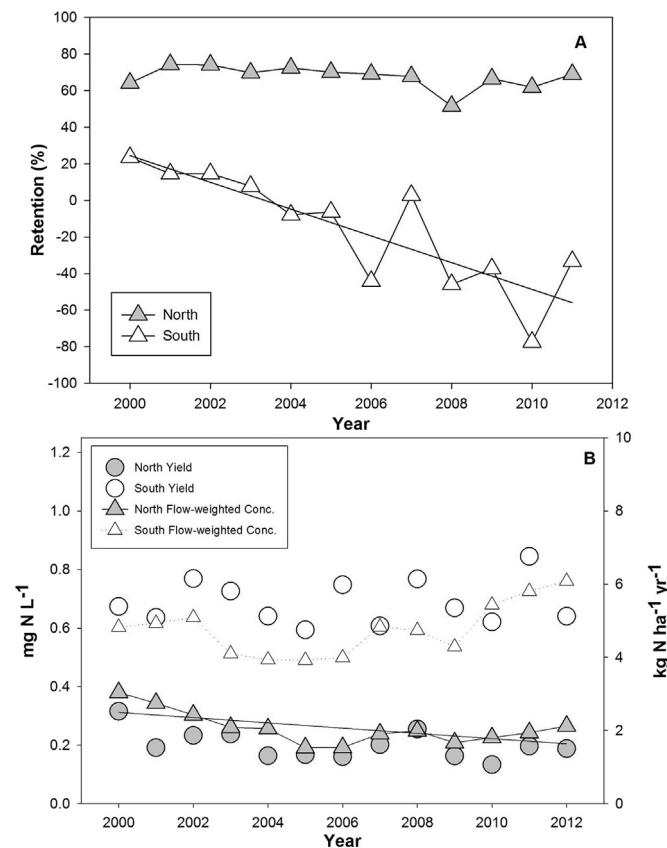 A
100
80
60
40
20
0
-20
-40
-60
-80
-100
Retention (%)
North
South
2000 2002 2004 2006 2008 2010 2012
Year
B
1.2
1.0
0.8
0.6
0.4
0.2
0.0
mg N L-1
North Yield
South Yield
North Flow-weighted Conc.
South Flow-weighted Conc.
10
8
6
4
2
0
kg N ha-1 yr-1
2000 2002 2004 2006 2008 2010 2012
Year